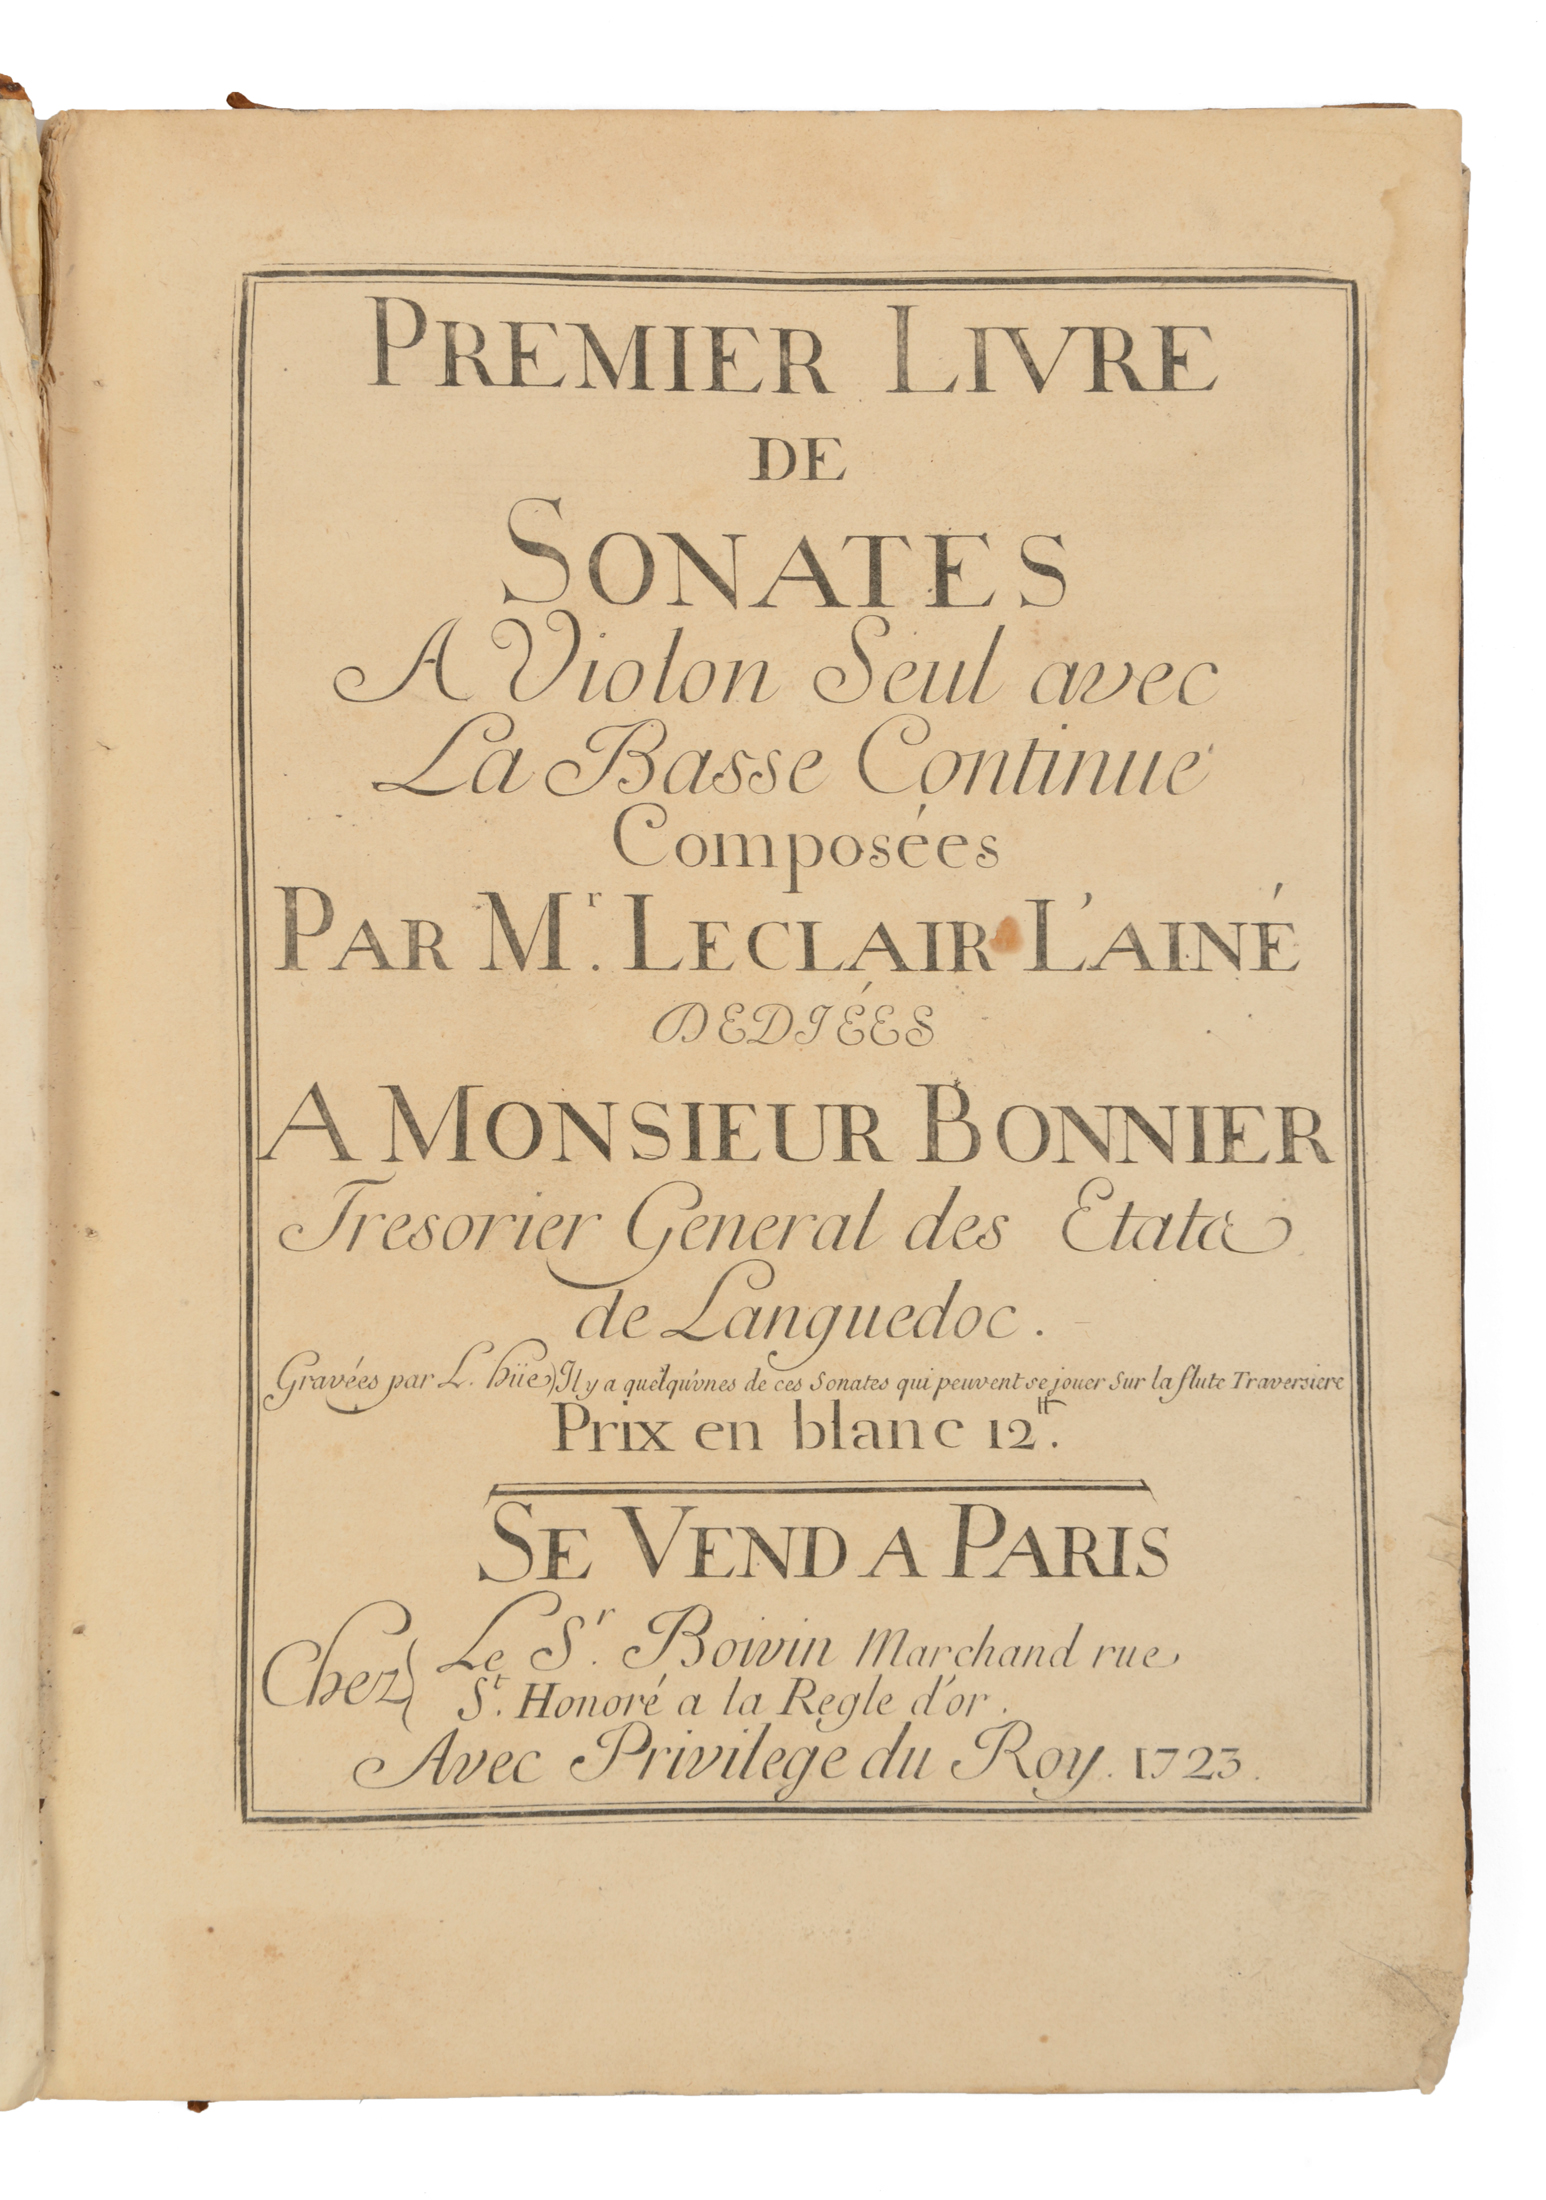 PREMIER LIVRE
DE
SONATES
A Violon Seul avec
La Basse Continue
Composées
PAR Mr. LECLAIR L'AINÉ
DEDIÉES
A MONSIEUR BONNIER
Tresorier General des Etats
de Languedoc.
Gravées par L. hüe) Il y a quelqu'vnes de ces Sonates qui peuvent se jouer Sur la flute Traversiere
Prix en blanc 12tt.
SE VEND A PARIS
Chez { Le Sr. Boivin Marchand rue
St. Honoré a la Regle d'or.
Avec Privilege du Roy. 1723.